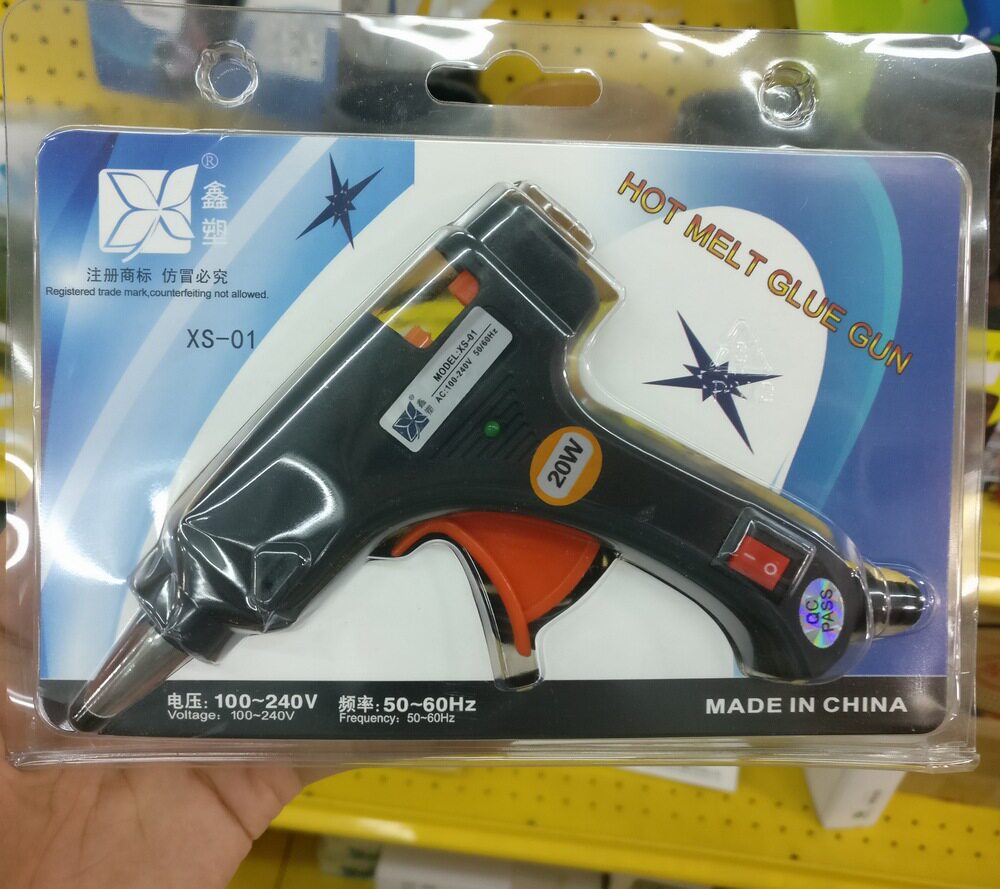 ®
鑫
塑
注册商标 仿冒必究
Registered trade mark,counterfeiting not allowed.
XS-01
HOT MELT GLUE GUN
®
鑫
塑
MODEL:XS-01
AC:100-240V 50/60Hz
20W
QC
PASS
电压: 100~240V
Voltage: 100~240V
频率: 50~60Hz
Frequency: 50~60Hz
MADE IN CHINA